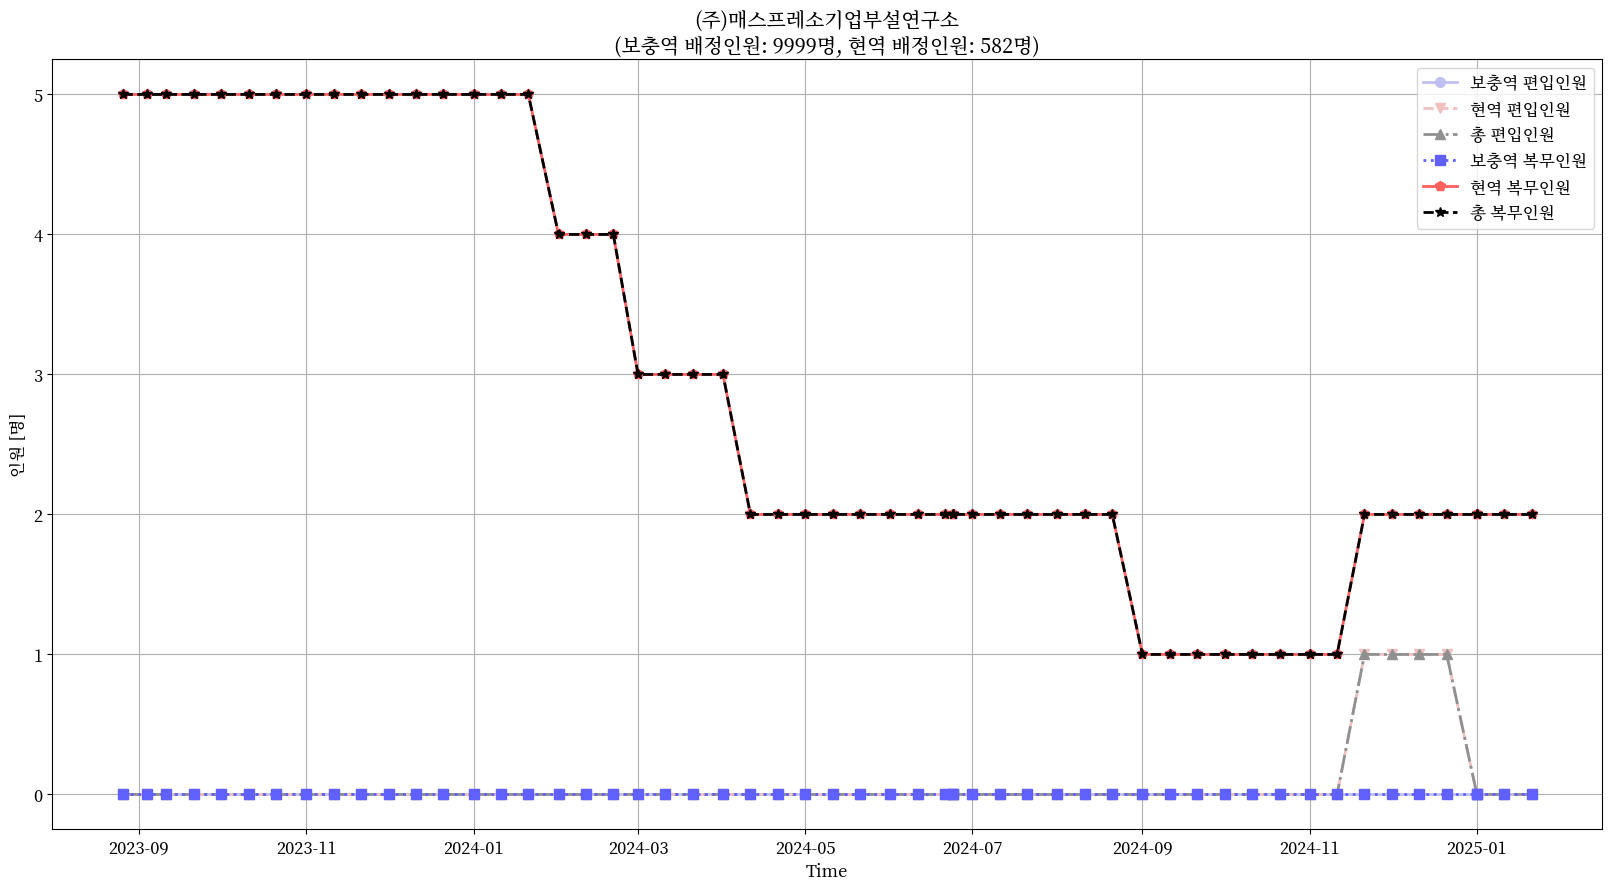 (주)매스프레소기업부설연구소
(보충역 배정인원: 9999명, 현역 배정인원: 582명)
보충역 편입인원
현역 편입인원
총 편입인원
보충역 복무인원
현역 복무인원
총 복무인원
인원 [명]
5
4
3
2
1
0
2023-09
2023-11
2024-01
2024-03
2024-05
2024-07
2024-09
2024-11
2025-01
Time